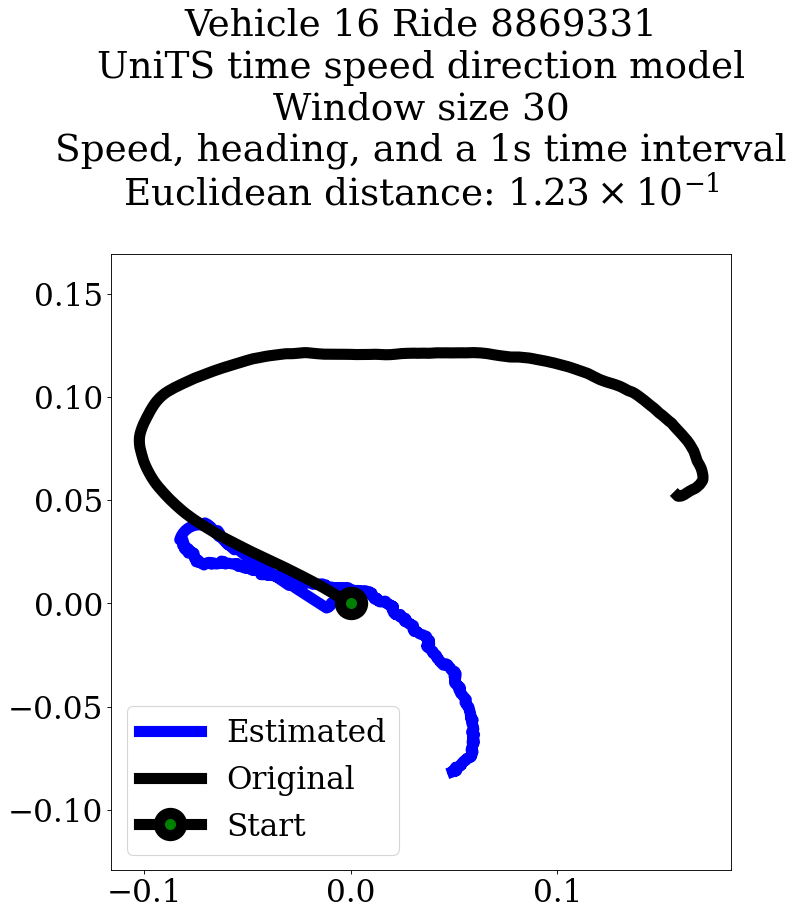 Vehicle 16 Ride 8869331
UniTS time speed direction model
Window size 30
Speed, heading, and a 1s time interval
Euclidean distance: 1.23 × 10⁻¹
0.15
0.10
0.05
0.00
−0.05
−0.10
Estimated
Original
Start
−0.1 0.0 0.1